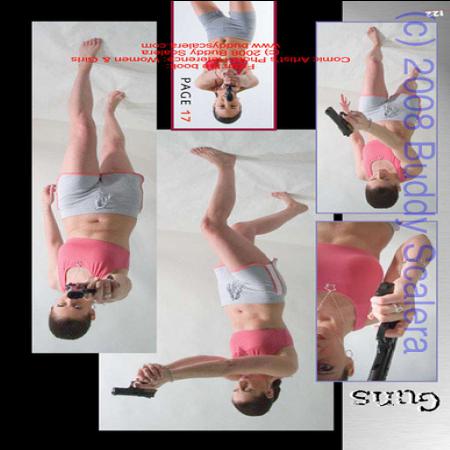 Guns
(c) 2008 Buddy Scalera
From the book
Comic Artist's Photo Reference: Women & Girls
(c) 2008 Buddy Scalera
www.buddyscalera.com
PAGE 17
122